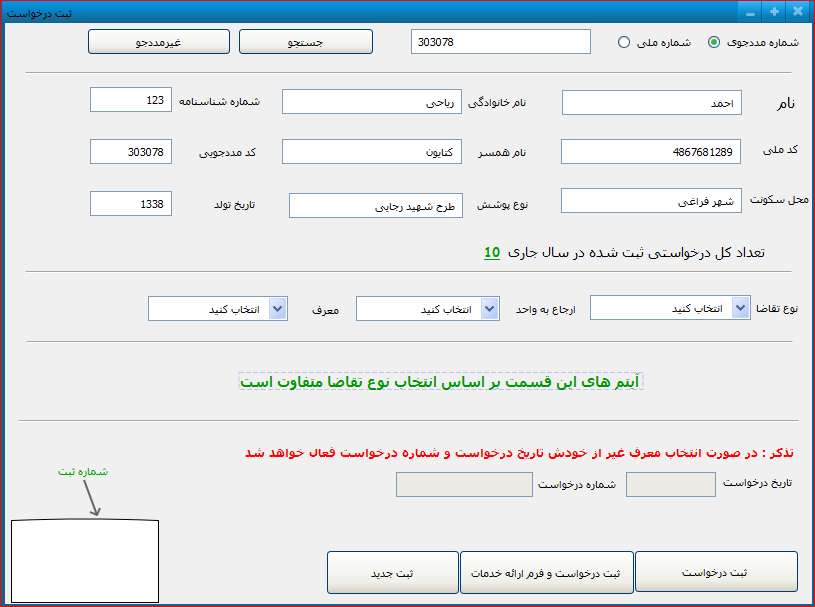 ثبت درخواست
شماره مددجوی شماره ملی 303078 جستجو غیرمددجو
نام احمد نام خانوادگی ریاحی شماره شناسنامه 123
کد ملی 4867681289 نام همسر کتایون کد مددجویی 303078
محل سکونت شهر فراغی نوع پوشش طرح شهید رجایی تاریخ تولد 1338
تعداد کل درخواستی ثبت شده در سال جاری 10
نوع تقاضا انتخاب کنید ارجاع به واحد انتخاب کنید معرف انتخاب کنید
آیتم های این قسمت بر اساس انتخاب نوع تقاضا متفاوت است
تذکر : در صورت انتخاب معرف غیر از خودش تاریخ درخواست و شماره درخواست فعال خواهد شد
تاریخ درخواست شماره درخواست
شماره ثبت
ثبت درخواست ثبت درخواست و فرم ارائه خدمات ثبت جدید